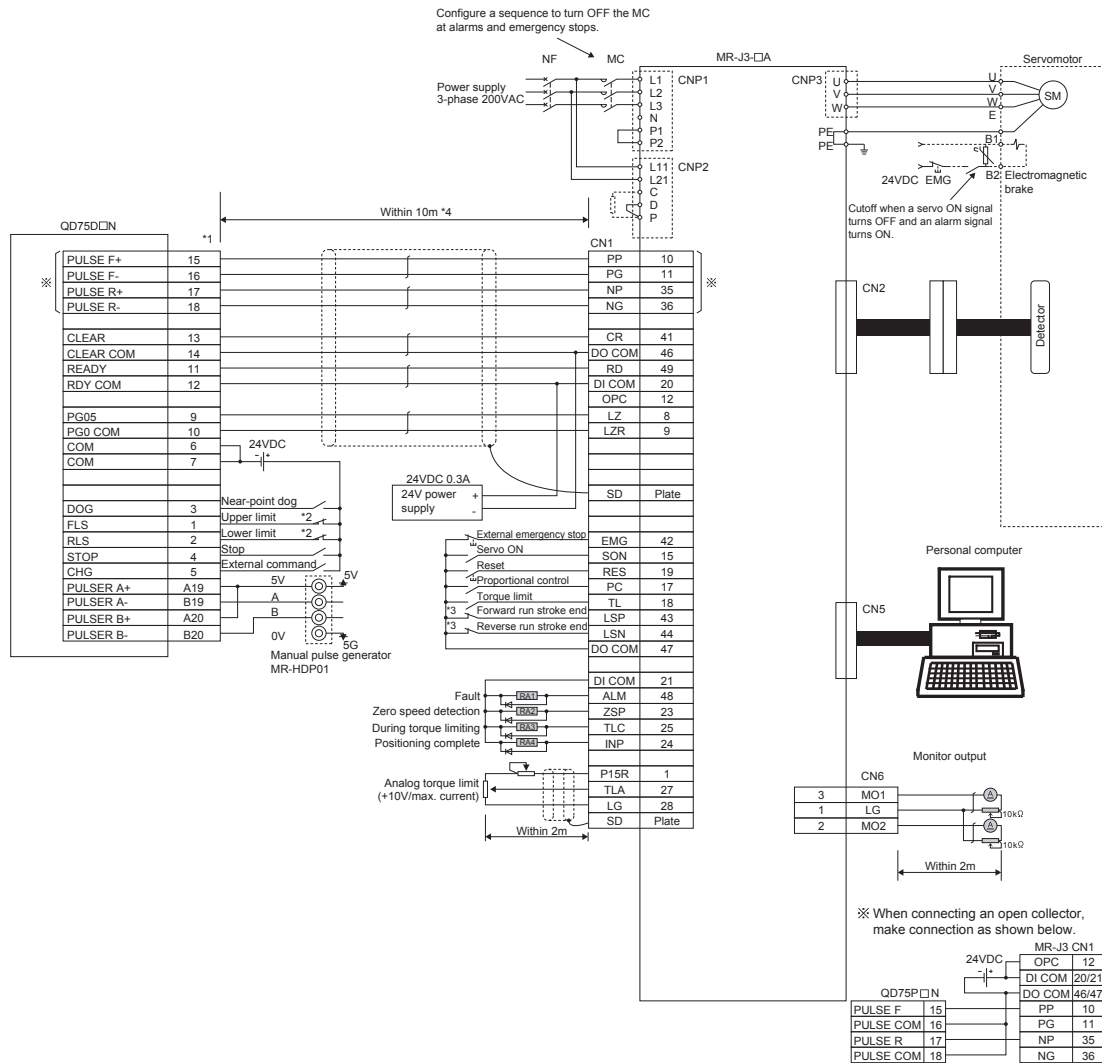 Configure a sequence to turn OFF the MC
at alarms and emergency stops.
NF
MC
MR-J3-□A
Servomotor
Power supply
3-phase 200VAC
L1 CNP1
L2
L3
N
P1
P2
L11 CNP2
L21
C
D
P
CNP3 U
V
W
PE
PE
U
V
W
E
SM
B1
B2
24VDC EMG
Electromagnetic
brake
Cutoff when a servo ON signal
turns OFF and an alarm signal
turns ON.
Within 10m *4
QD75D□N
*1
CN1
※
PULSE F+ 15
PULSE F- 16
PULSE R+ 17
PULSE R- 18
CLEAR 13
CLEAR COM 14
READY 11
RDY COM 12
PG05 9
PG0 COM 10
COM 6
COM 7
24VDC
- +
DOG 3 Near-point dog
FLS 1 Upper limit *2
RLS 2 Lower limit *2
STOP 4 Stop
CHG 5 External command
PULSER A+ A19 5V 5V
PULSER A- B19 A
PULSER B+ A20 B
PULSER B- B20 0V 5G
Manual pulse generator
MR-HDP01
PP 10
PG 11
NP 35
NG 36
※
CR 41
DO COM 46
RD 49
DI COM 20
OPC 12
LZ 8
LZR 9
24VDC 0.3A
24V power +
supply -
SD Plate
External emergency stop EMG 42
Servo ON SON 15
Reset RES 19
Proportional control PC 17
Torque limit TL 18
*3 Forward run stroke end LSP 43
*3 Reverse run stroke end LSN 44
DO COM 47
DI COM 21
Fault RA1 ALM 48
Zero speed detection RA2 ZSP 23
During torque limiting RA3 TLC 25
Positioning complete RA4 INP 24
P15R 1
Analog torque limit
(+10V/max. current)
TLA 27
LG 28
SD Plate
Within 2m
CN2
Detector
Personal computer
CN5
Monitor output
CN6
3 MO1 A
1 LG 10kΩ
2 MO2 A
10kΩ
Within 2m
※ When connecting an open collector,
make connection as shown below.
MR-J3 CN1
24VDC
- +
OPC 12
DI COM 20/21
DO COM 46/47
PP 10
PG 11
NP 35
NG 36
QD75P□N
PULSE F 15
PULSE COM 16
PULSE R 17
PULSE COM 18